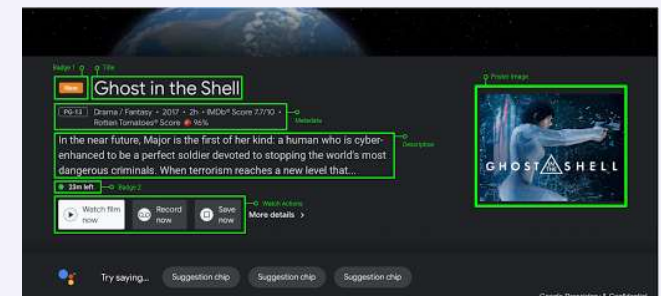 Badge 1
Title
Poster Image
New
Ghost in the Shell
PG-13 Drama / Fantasy • 2017 • 2h • IMDb® Score 7.7/10 •
Rotten Tomatoes® Score 96%
Metadata
In the near future, Major is the first of her kind: a human who is cyber-
enhanced to be a perfect soldier devoted to stopping the world's most
dangerous criminals. When terrorism reaches a new level that...
Description
GHOST IN THE SHELL
23m left
Badge 2
Watch Actions
Watch film
now
Record
now
Save
now
More details
Try saying...
Suggestion chip
Suggestion chip
Suggestion chip